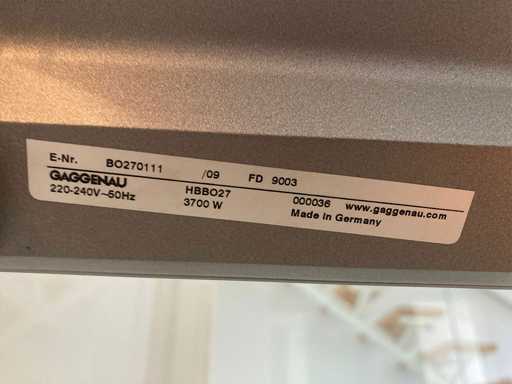 E-Nr. BO270111 /09 FD 9003
GAGGENAU HBBO27 000036 www.gaggenau.com
220-240V~50Hz 3700 W Made in Germany